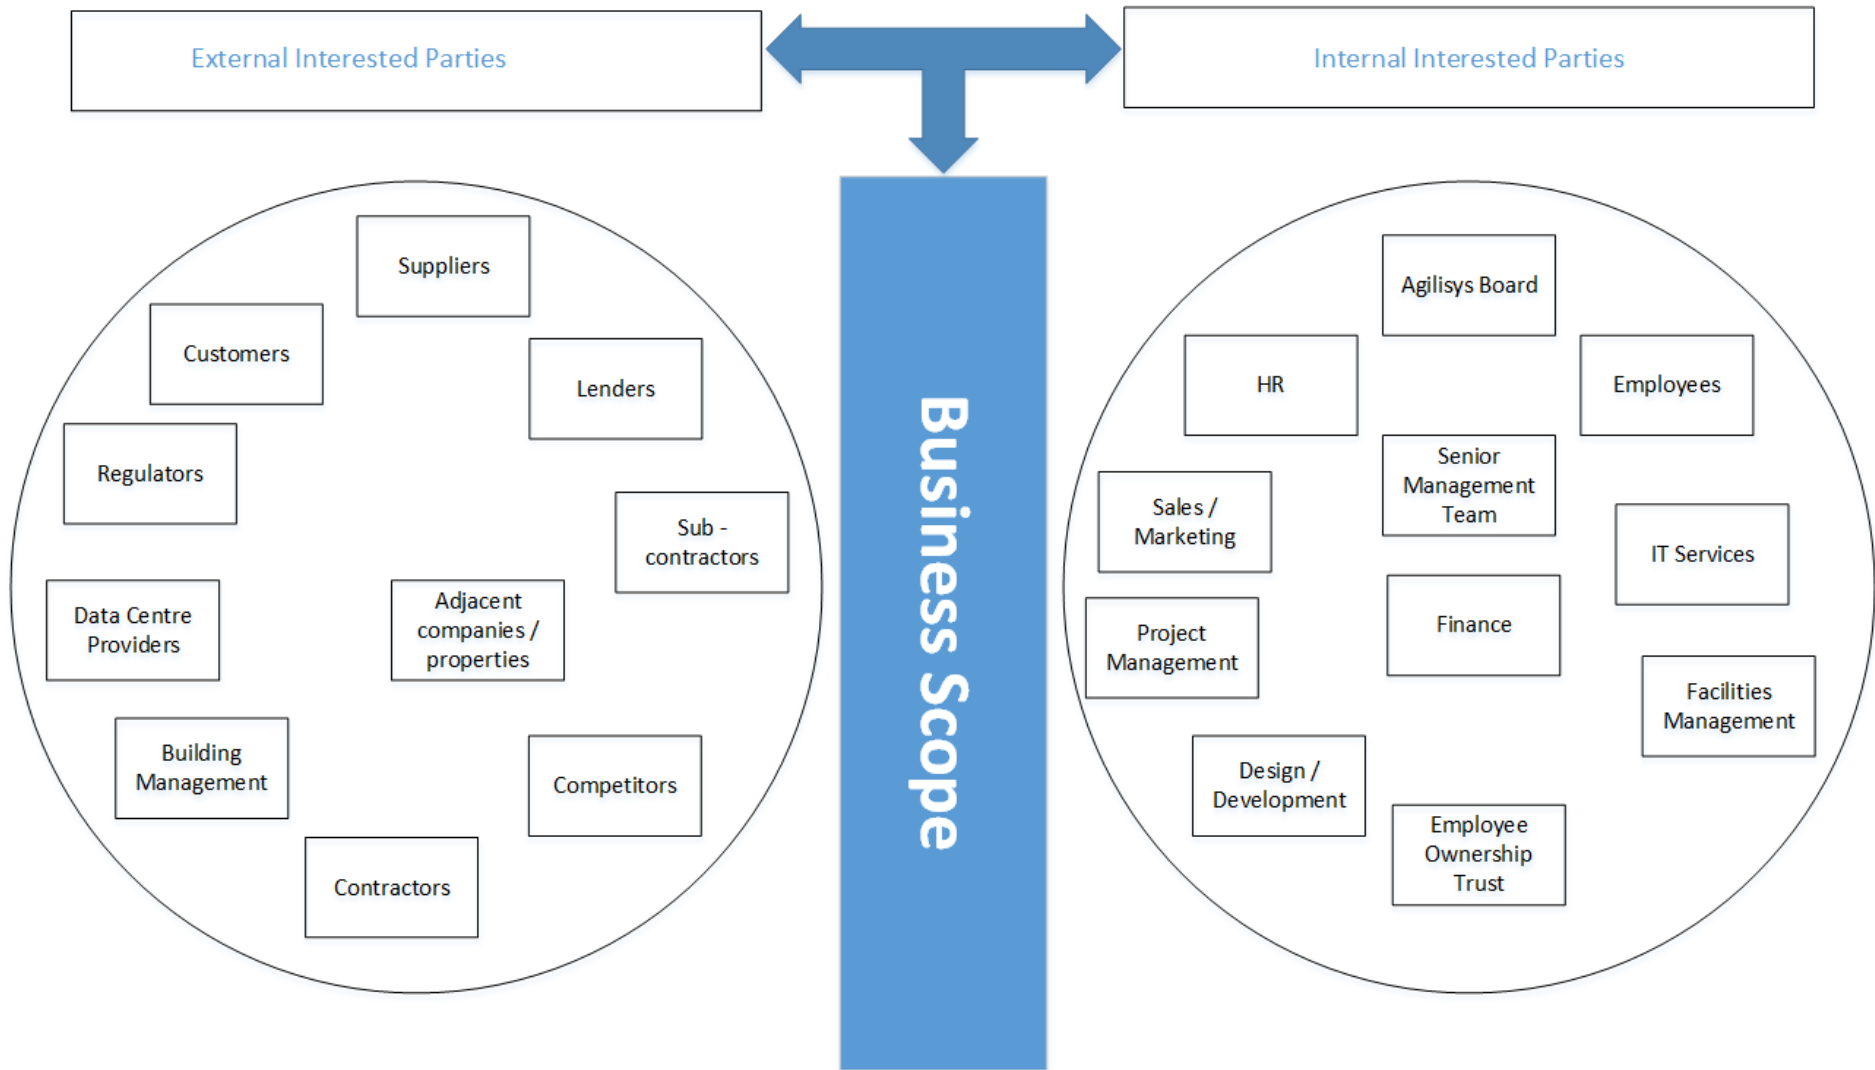 External Interested Parties
Internal Interested Parties
Suppliers
Customers
Lenders
Regulators
Sub -
contractors
Data Centre
Providers
Adjacent
companies /
properties
Building
Management
Competitors
Contractors
Business Scope
Agilisys Board
HR
Employees
Senior
Management
Team
Sales /
Marketing
IT Services
Project
Management
Finance
Facilities
Management
Design /
Development
Employee
Ownership
Trust